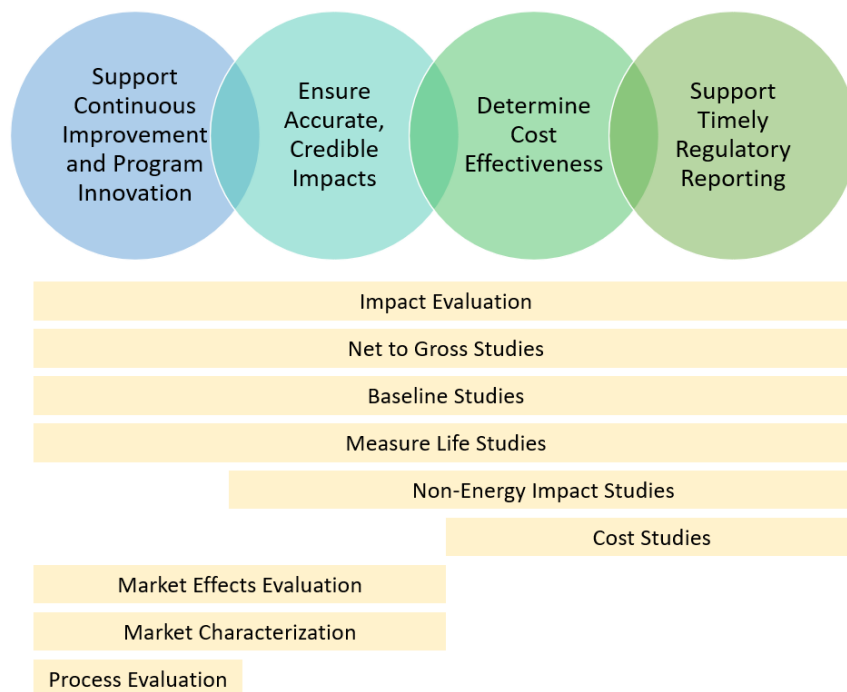 Support
Continuous
Improvement
and Program
Innovation
Ensure
Accurate,
Credible
Impacts
Determine
Cost
Effectiveness
Support
Timely
Regulatory
Reporting
Impact Evaluation
Net to Gross Studies
Baseline Studies
Measure Life Studies
Non-Energy Impact Studies
Cost Studies
Market Effects Evaluation
Market Characterization
Process Evaluation